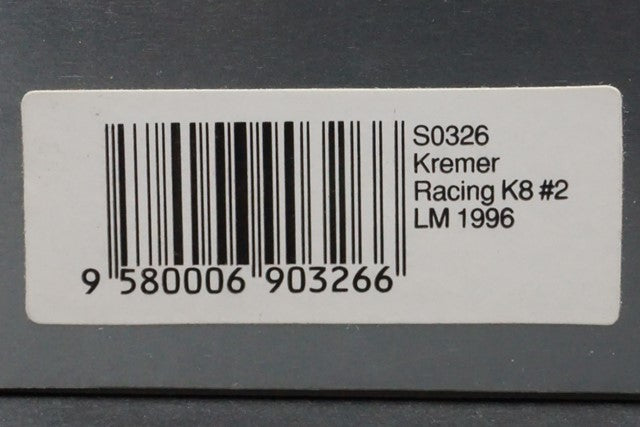 S0326
Kremer
Racing K8 #2
LM 1996
9 580006 903266